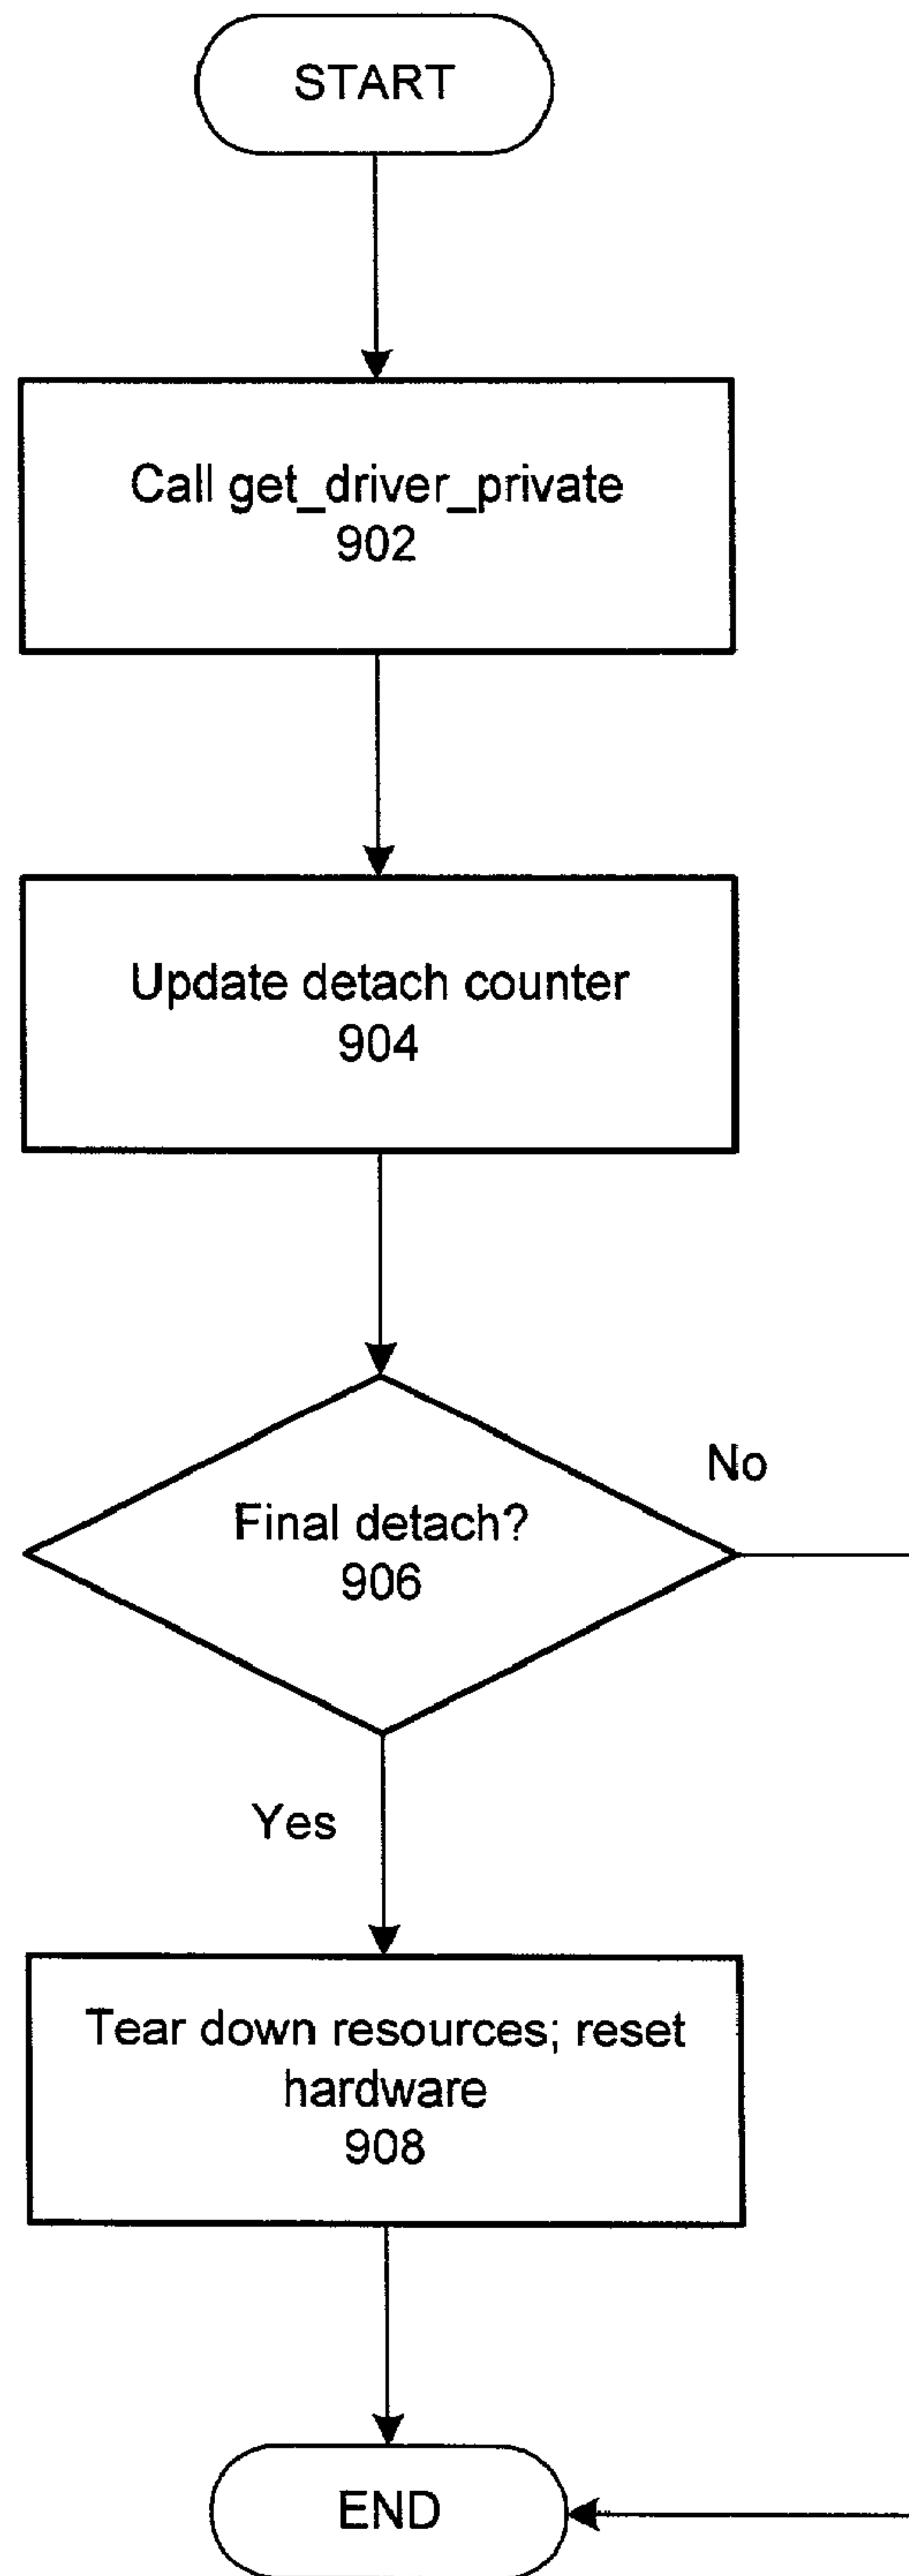 START
Call get_driver_private
902
Update detach counter
904
Final detach?
906
No
Yes
Tear down resources; reset
hardware
908
END